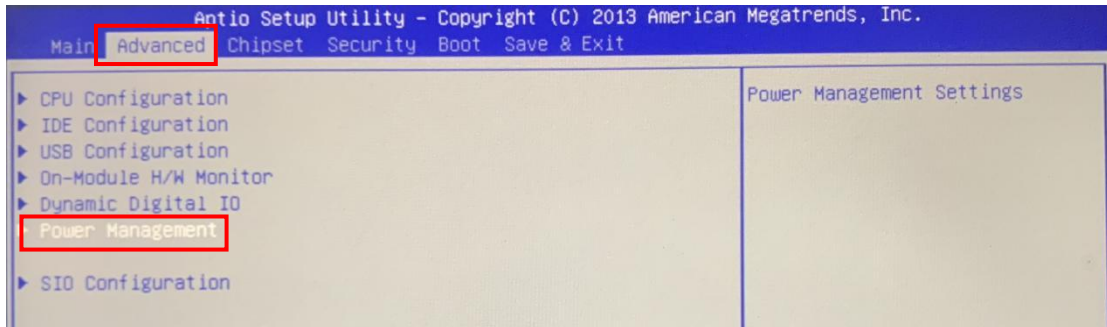 Aptio Setup Utility – Copyright (C) 2013 American Megatrends, Inc.
Main Advanced Chipset Security Boot Save & Exit
▶ CPU Configuration
▶ IDE Configuration
▶ USB Configuration
▶ On-Module H/W Monitor
▶ Dynamic Digital IO
▶ Power Management
▶ SIO Configuration
Power Management Settings